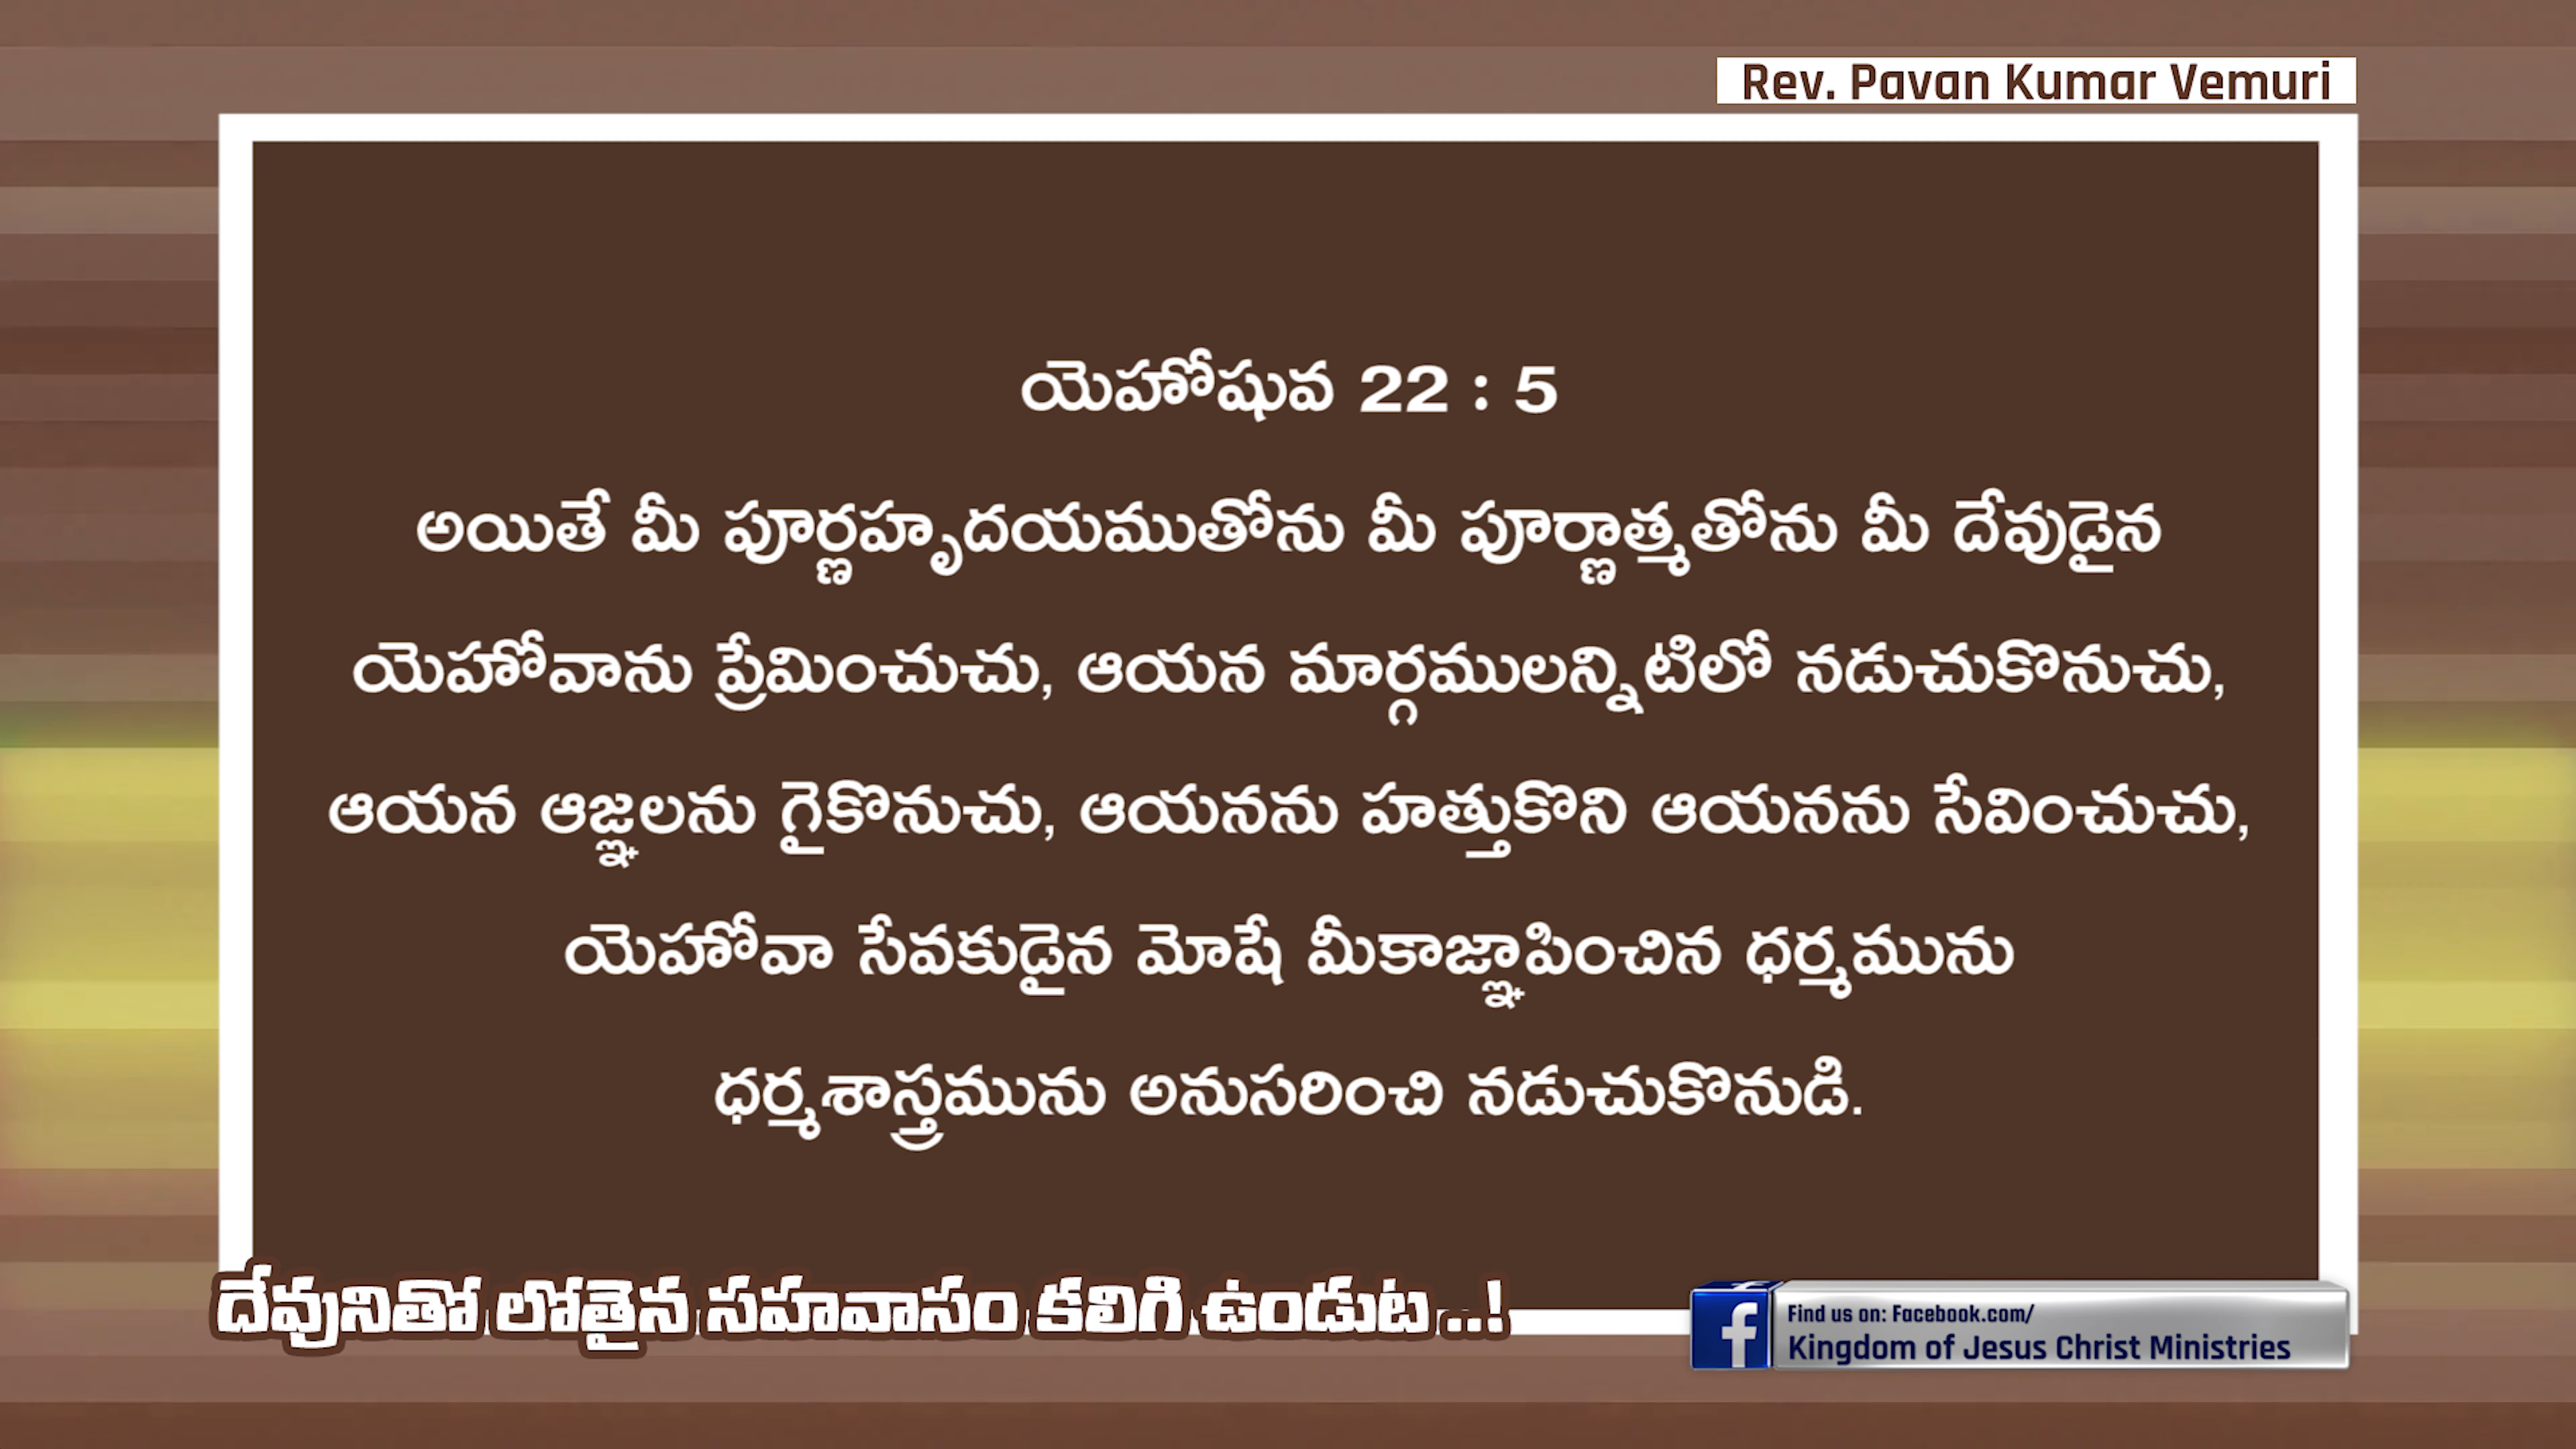 Rev. Pavan Kumar Vemuri
యెహోషువ 22 : 5
అయితే మీ పూర్ణహృదయముతోను మీ పూర్ణాత్మతోను మీ దేవుడైన
యెహోవాను ప్రేమించుచు, ఆయన మార్గములన్నిటిలో నడుచుకొనుచు,
ఆయన ఆజ్ఞలను గైకొనుచు, ఆయనను హత్తుకొని ఆయనను సేవించుచు,
యెహోవా సేవకుడైన మోషే మీకాజ్ఞాపించిన ధర్మమును
ధర్మశాస్త్రమును అనుసరించి నడుచుకొనుడి.
దేవునితో లోతైన సహవాసం కలిగి ఉండుట ..!
Find us on: Facebook.com/
Kingdom of Jesus Christ Ministries